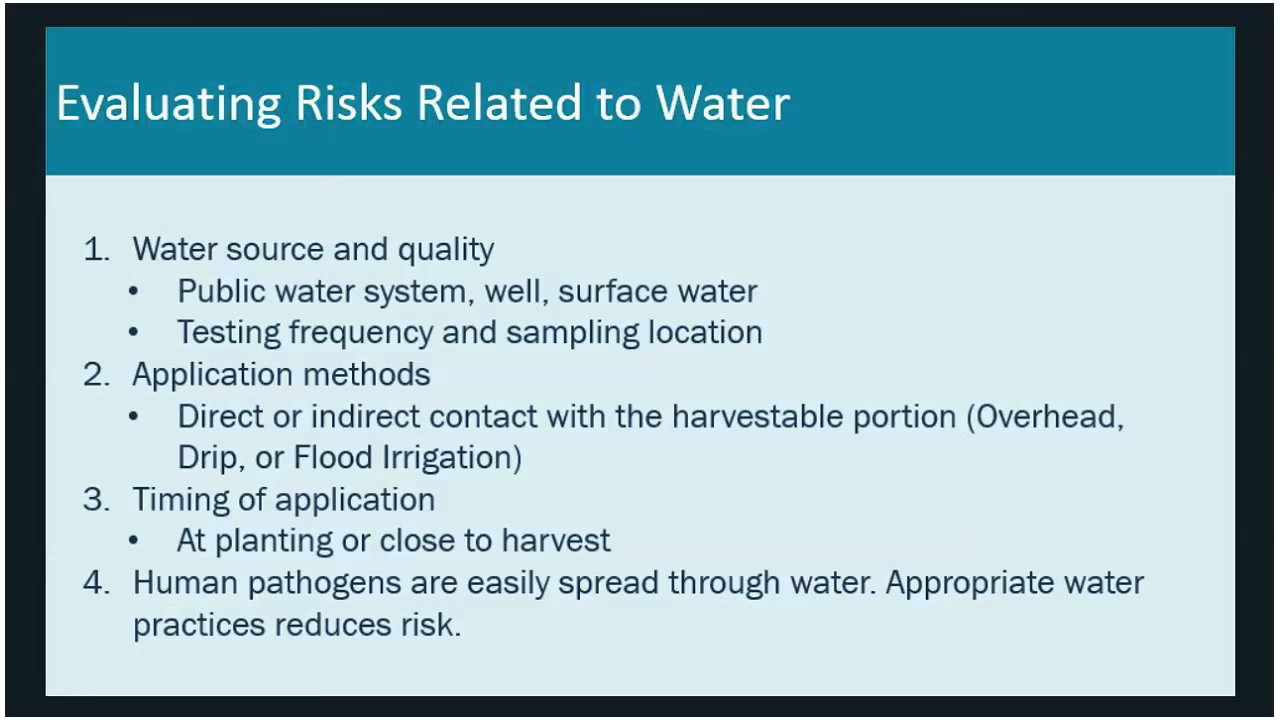 Evaluating Risks Related to Water
1. Water source and quality
• Public water system, well, surface water
• Testing frequency and sampling location
2. Application methods
• Direct or indirect contact with the harvestable portion (Overhead,
Drip, or Flood Irrigation)
3. Timing of application
• At planting or close to harvest
4. Human pathogens are easily spread through water. Appropriate water
practices reduces risk.